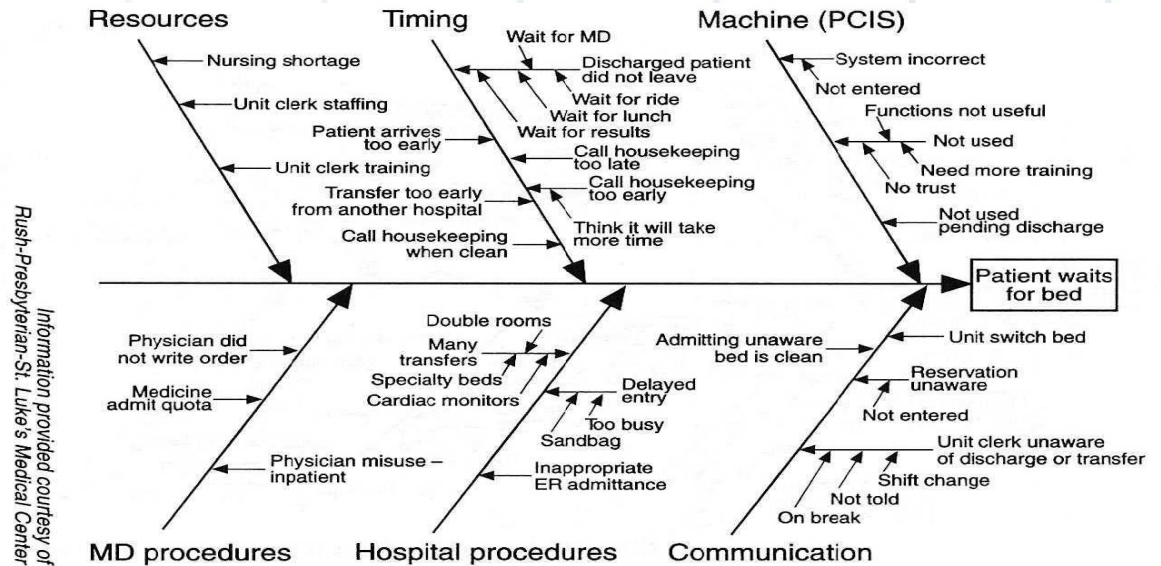 Resources
Timing
Machine (PCIS)
Nursing shortage
Unit clerk staffing
Unit clerk training
Wait for MD
Discharged patient
did not leave
Wait for ride
Wait for lunch
Wait for results
Patient arrives
too early
Call housekeeping
too late
Call housekeeping
too early
Transfer too early
from another hospital
Think it will take
more time
Call housekeeping
when clean
System incorrect
Not entered
Functions not useful
Not used
Need more training
No trust
Not used
pending discharge
Patient waits
for bed
Physician did
not write order
Medicine
admit quota
Physician misuse –
inpatient
Double rooms
Many
transfers
Specialty beds
Cardiac monitors
Delayed
entry
Too busy
Sandbag
Inappropriate
ER admittance
Admitting unaware
bed is clean
Unit switch bed
Reservation
unaware
Not entered
Unit clerk unaware
of discharge or transfer
Shift change
Not told
On break
MD procedures
Hospital procedures
Communication
Information provided courtesy of
Rush-Presbyterian-St. Luke's Medical Center